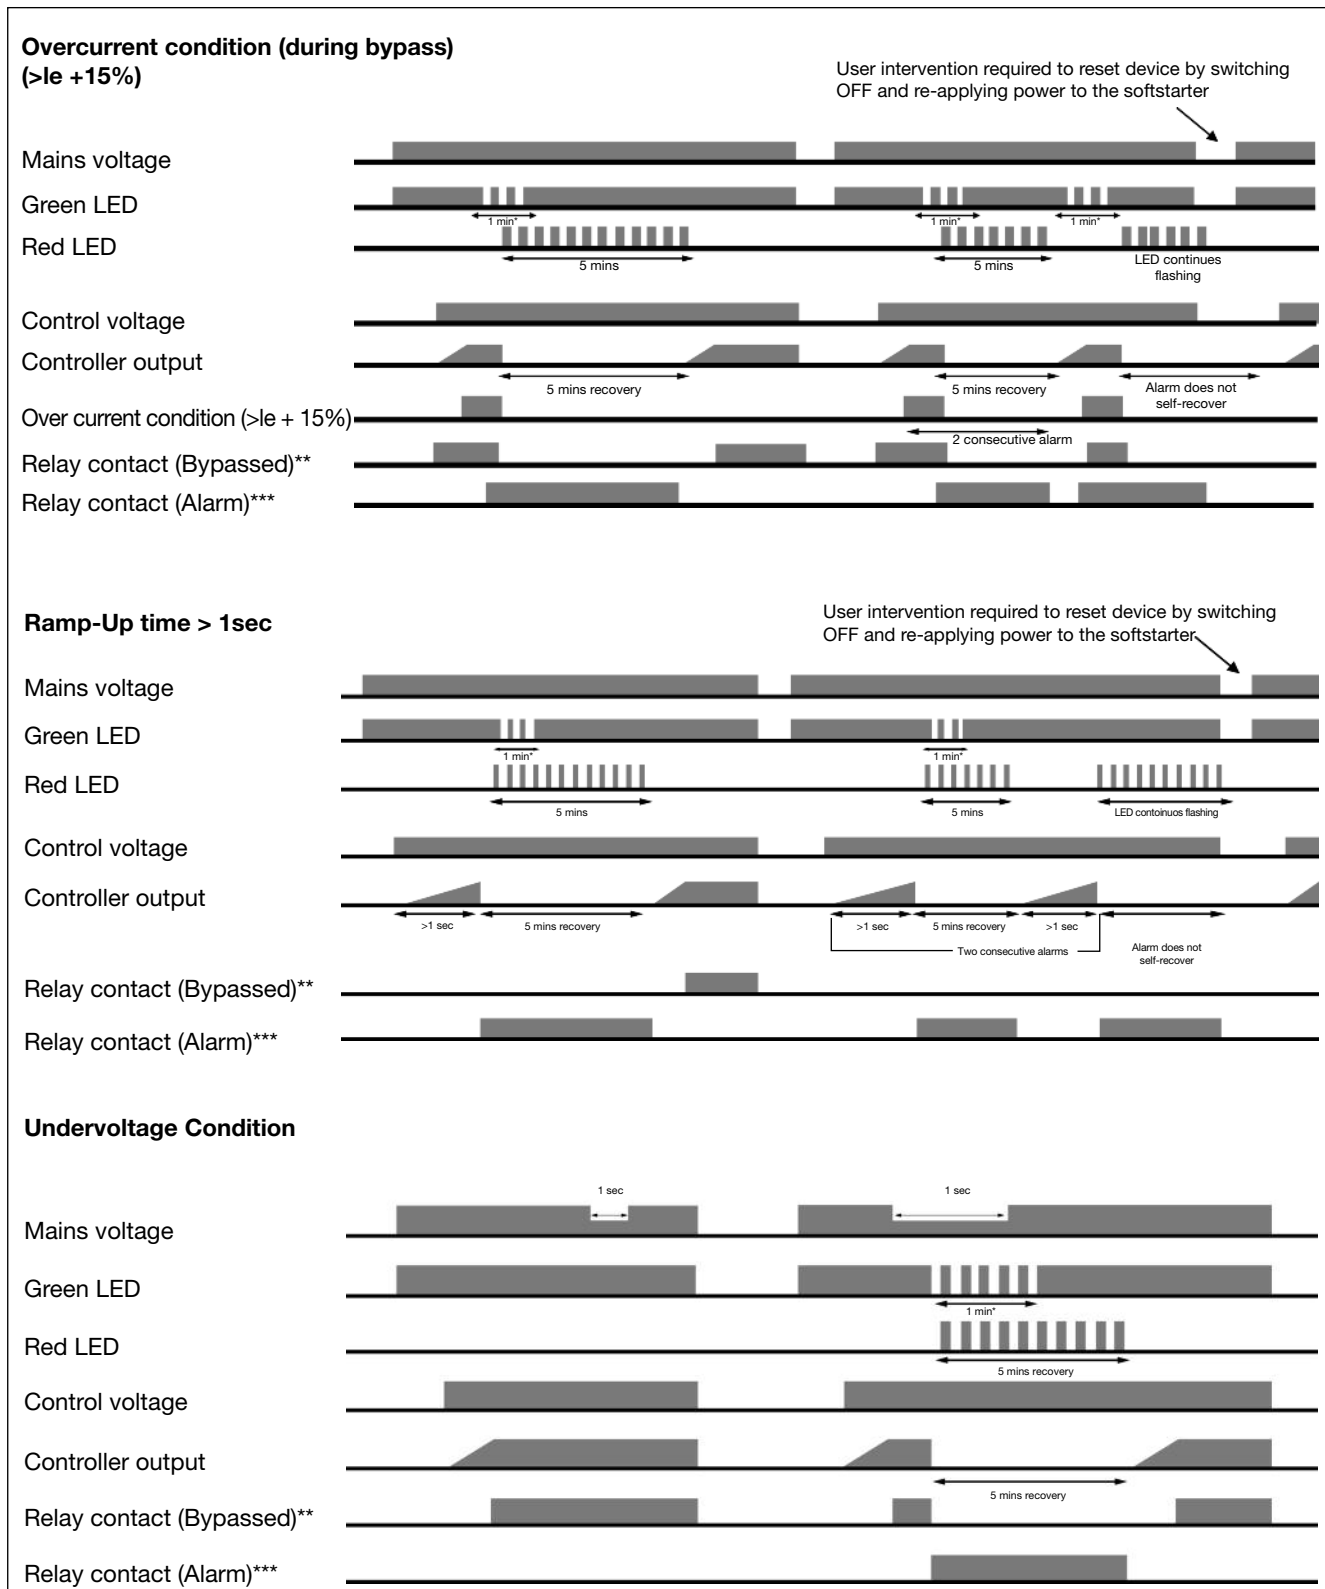 Overcurrent condition (during bypass)
(>Ie +15%)
User intervention required to reset device by switching
OFF and re-applying power to the softstarter
Mains voltage
Green LED
1 min*
1 min*
1 min*
Red LED
5 mins
5 mins
LED continues
flashing
Control voltage
Controller output
5 mins recovery
5 mins recovery
Alarm does not
self-recover
Over current condition (>Ie + 15%)
2 consecutive alarm
Relay contact (Bypassed)**
Relay contact (Alarm)***
Ramp-Up time > 1sec
User intervention required to reset device by switching
OFF and re-applying power to the softstarter
Mains voltage
Green LED
1 min*
1 min*
Red LED
5 mins
5 mins
LED contoinuos flashing
Control voltage
Controller output
>1 sec
5 mins recovery
>1 sec
5 mins recovery
>1 sec
Two consecutive alarms
Alarm does not
self-recover
Relay contact (Bypassed)**
Relay contact (Alarm)***
Undervoltage Condition
1 sec
1 sec
Mains voltage
Green LED
1 min*
Red LED
5 mins recovery
Control voltage
Controller output
5 mins recovery
Relay contact (Bypassed)**
Relay contact (Alarm)***